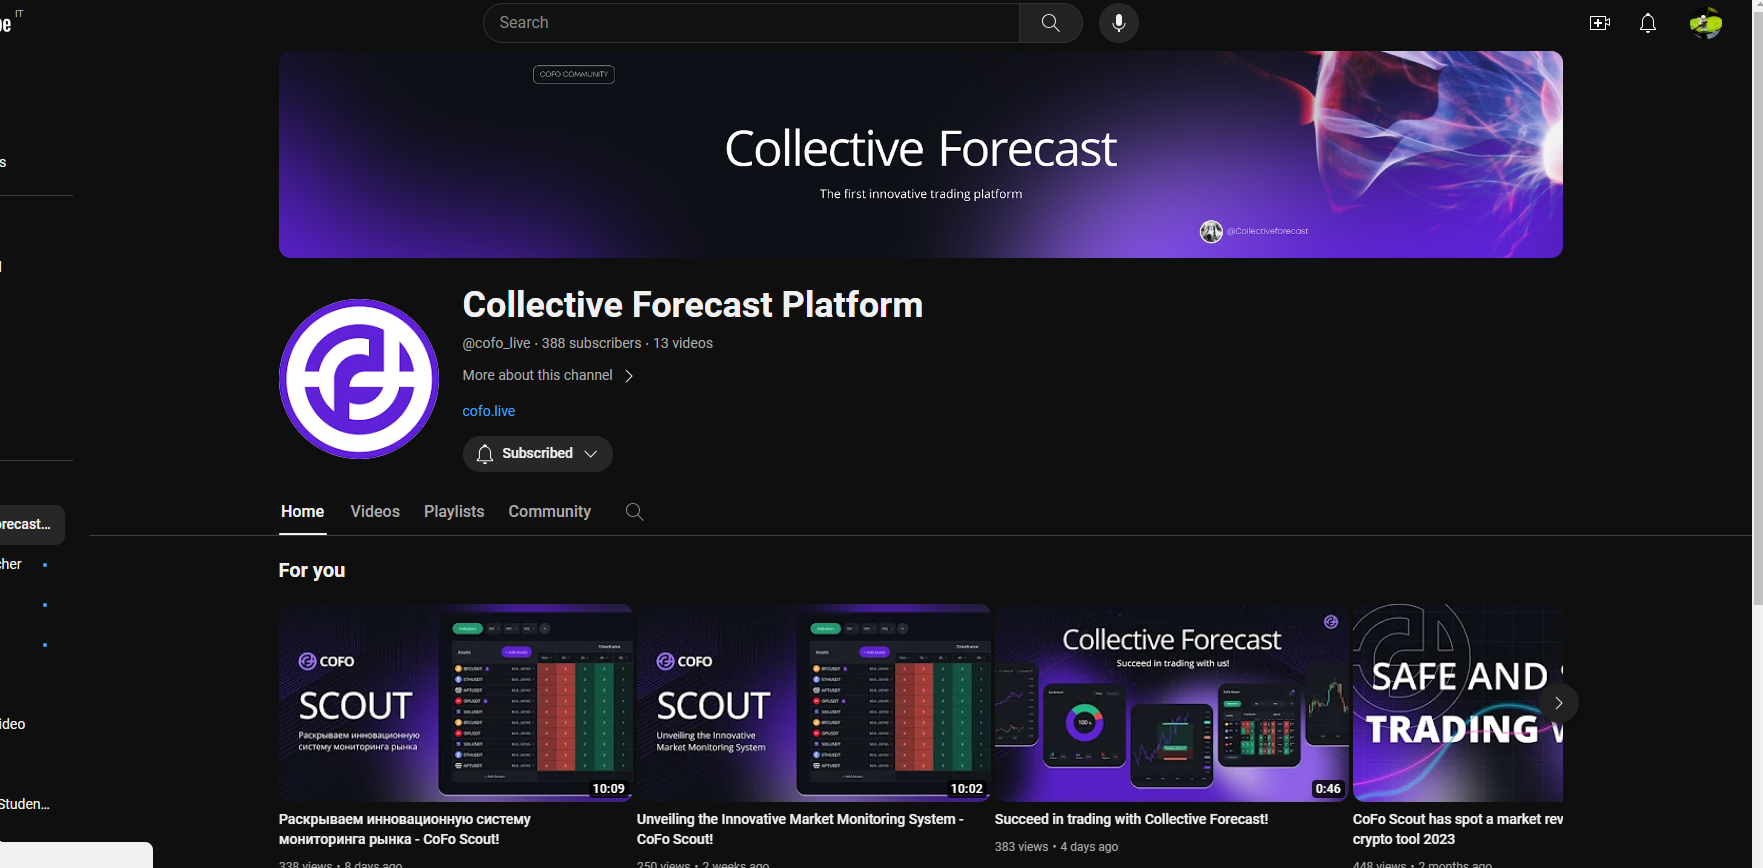 IT
Search
COFO COMMUNITY
Collective Forecast
The first innovative trading platform
@Collectiveforecast
Collective Forecast Platform
@cofo_live · 388 subscribers · 13 videos
More about this channel
cofo.live
Subscribed
Home Videos Playlists Community
orecast...
cher
ideo
Studen...
For you
COFO
SCOUT
Раскрываем инновационную
систему мониторинга рынка
10:09
COFO
SCOUT
Unveiling the Innovative
Market Monitoring System
10:02
Collective Forecast
Succeed in trading with us!
0:46
SAFE AND
TRADING
Раскрываем инновационную систему
мониторинга рынка - CoFo Scout!
338 views • 8 days ago
Unveiling the Innovative Market Monitoring System -
CoFo Scout!
250 views • 2 weeks ago
Succeed in trading with Collective Forecast!
383 views • 4 days ago
CoFo Scout has spot a market rev
crypto tool 2023
448 views • 2 months ago